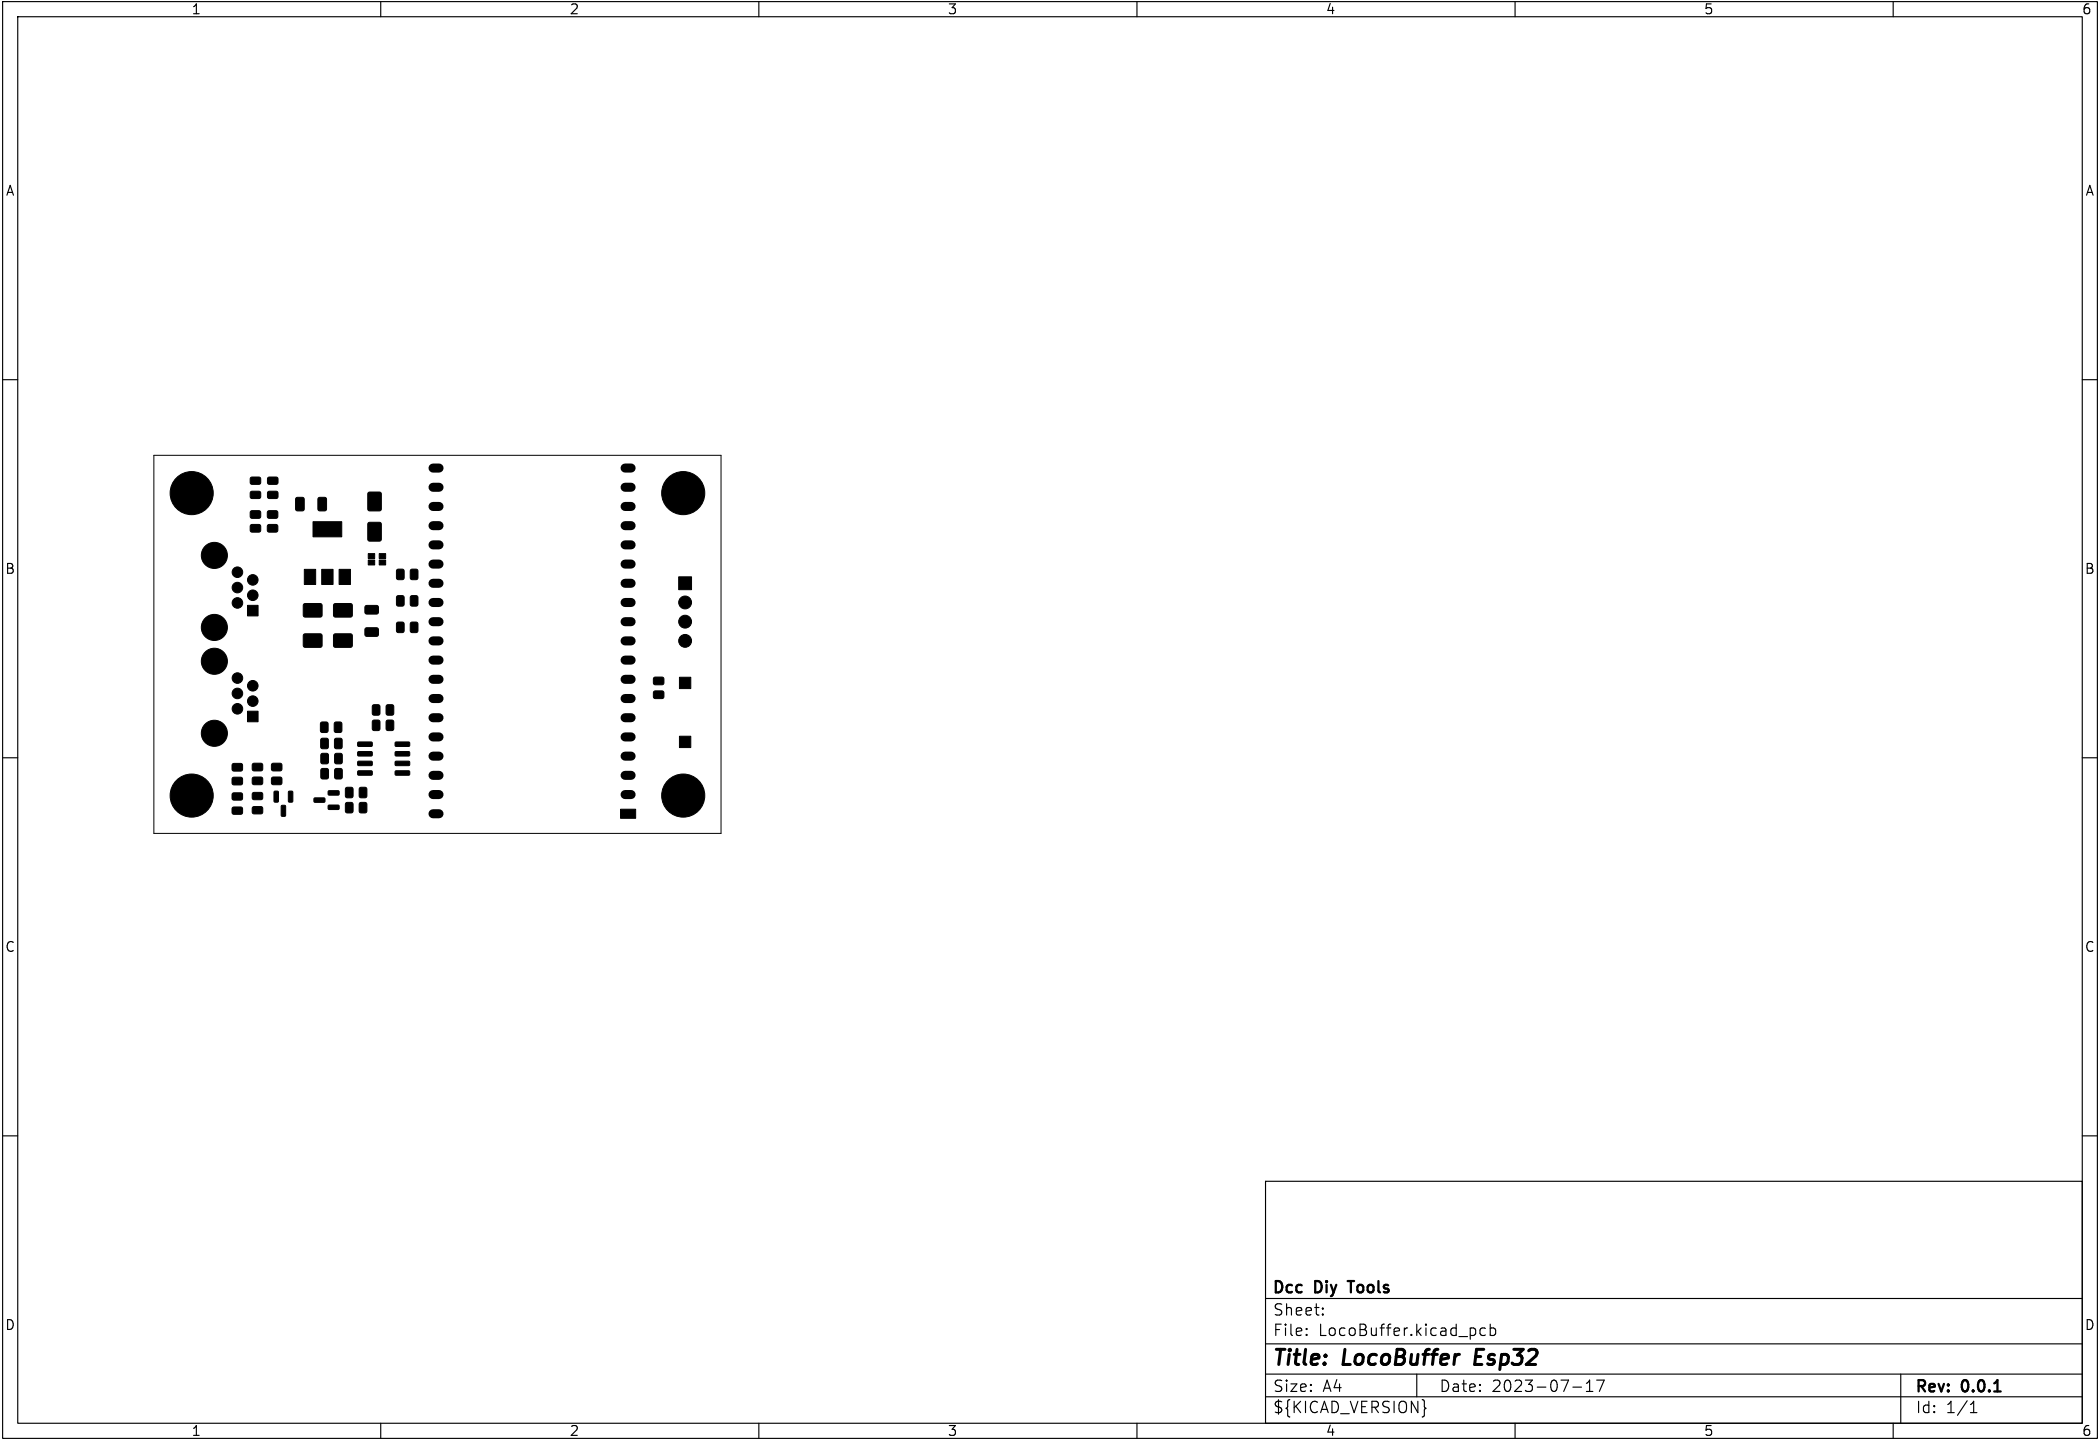 1 2 3 4 5 6
A A
B B
C C
Dcc Diy Tools
Sheet:
File: LocoBuffer.kicad_pcb
D D
Title: LocoBuffer Esp32
Size: A4 Date: 2023-07-17 Rev: 0.0.1
${KICAD_VERSION} Id: 1/1
1 2 3 4 5 6